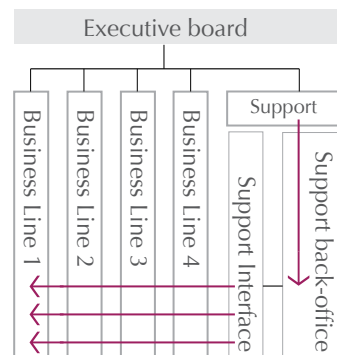 Executive board
Business Line 1
Business Line 2
Business Line 3
Business Line 4
Support
Support Interface
Support back-office